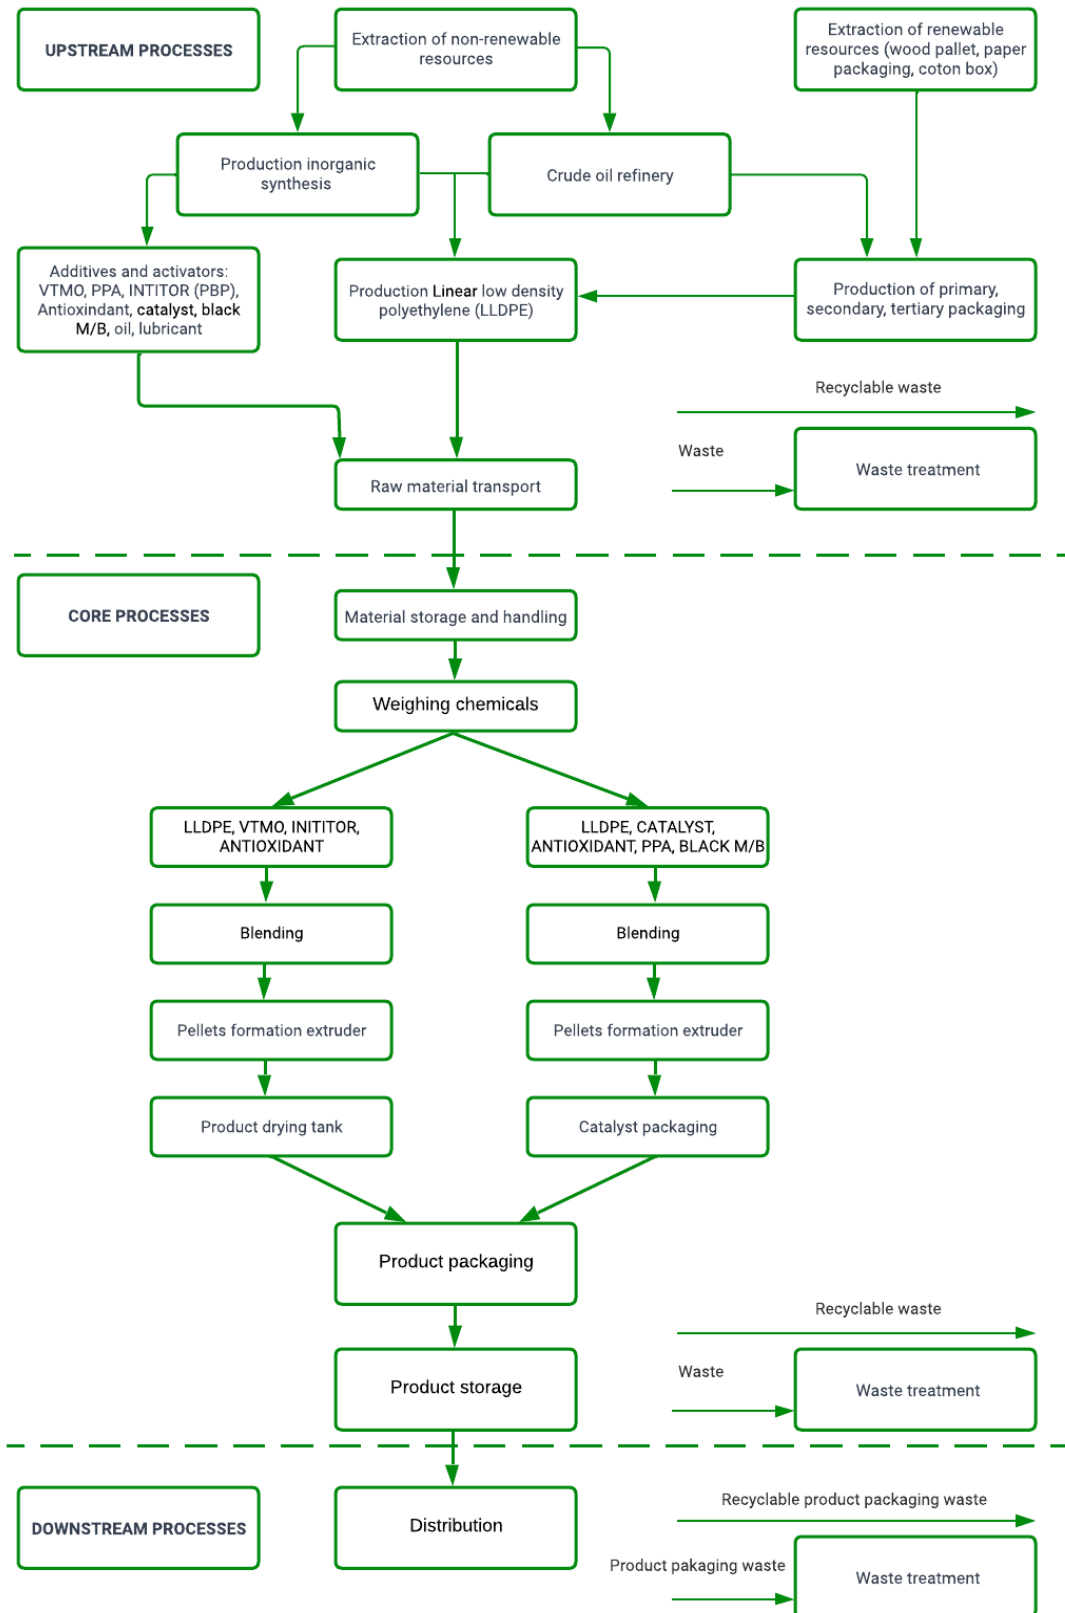 UPSTREAM PROCESSES
Extraction of non-renewable
resources
Extraction of renewable
resources (wood pallet, paper
packaging, coton box)
Production inorganic
synthesis
Crude oil refinery
Additives and activators:
VTMO, PPA, INTITOR (PBP),
Antioxindant, catalyst, black
M/B, oil, lubricant
Production Linear low density
polyethylene (LLDPE)
Production of primary,
secondary, tertiary packaging
Recyclable waste
Waste
Waste treatment
Raw material transport
CORE PROCESSES
Material storage and handling
Weighing chemicals
LLDPE, VTMO, INITITOR,
ANTIOXIDANT
LLDPE, CATALYST,
ANTIOXIDANT, PPA, BLACK M/B
Blending
Blending
Pellets formation extruder
Pellets formation extruder
Product drying tank
Catalyst packaging
Product packaging
Recyclable waste
Waste
Waste treatment
Product storage
DOWNSTREAM PROCESSES
Distribution
Recyclable product packaging waste
Product pakaging waste
Waste treatment